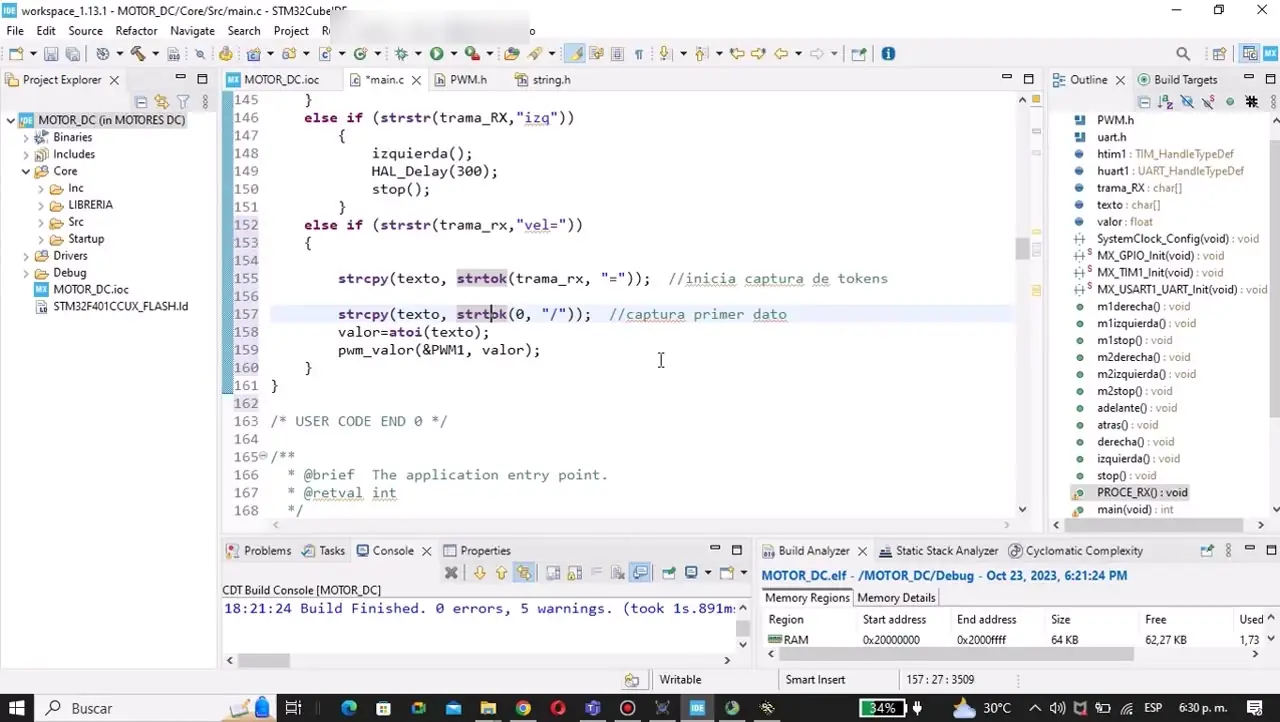 workspace_1.13.1 - MOTOR_DC/Core/Src/main.c - STM32CubeIDE
File Edit Source Refactor Navigate Search Project
Project Explorer
MOTOR_DC (in MOTORES DC)
Binaries
Includes
Core
Inc
LIBRERIA
Src
Startup
Drivers
Debug
MOTOR_DC.ioc
STM32F401CCUX_FLASH.ld
MOTOR_DC.ioc *main.c PWM.h string.h
145 }
146 else if (strstr(trama_RX,"izq"))
147 {
148 izquierda();
149 HAL_Delay(300);
150 stop();
151 }
152 else if (strstr(trama_rx,"vel="))
153 {
154
155 strcpy(texto, strtok(trama_rx, "=")); //inicia captura de tokens
156
157 strcpy(texto, strtok(0, "/")); //captura primer dato
158 valor=atoi(texto);
159 pwm_valor(&PWM1, valor);
160 }
161 }
162
163 /* USER CODE END 0 */
164
165 /**
166 * @brief The application entry point.
167 * @retval int
168 */
Outline Build Targets
PWM.h
uart.h
htim1 : TIM_HandleTypeDef
huart1 : UART_HandleTypeDef
trama_RX : char[]
texto : char[]
valor : float
SystemClock_Config(void) : void
MX_GPIO_Init(void) : void
MX_TIM1_Init(void) : void
MX_USART1_UART_Init(void) : void
m1derecha() : void
m1izquierda() : void
m1stop() : void
m2derecha() : void
m2izquierda() : void
m2stop() : void
adelante() : void
atras() : void
derecha() : void
izquierda() : void
stop() : void
PROCE_RX() : void
main(void) : int
Problems Tasks Console Properties
CDT Build Console [MOTOR_DC]
18:21:24 Build Finished. 0 errors, 5 warnings. (took 1s.891ms
Build Analyzer Static Stack Analyzer Cyclomatic Complexity
MOTOR_DC.elf - /MOTOR_DC/Debug - Oct 23, 2023, 6:21:24 PM
Memory Regions Memory Details
Region Start address End address Size Free Used
RAM 0x20000000 0x2000ffff 64 KB 62,27 KB 1,73
Writable Smart Insert 157 : 27 : 3509
Buscar 34% 30°C ESP 6:30 p. m.